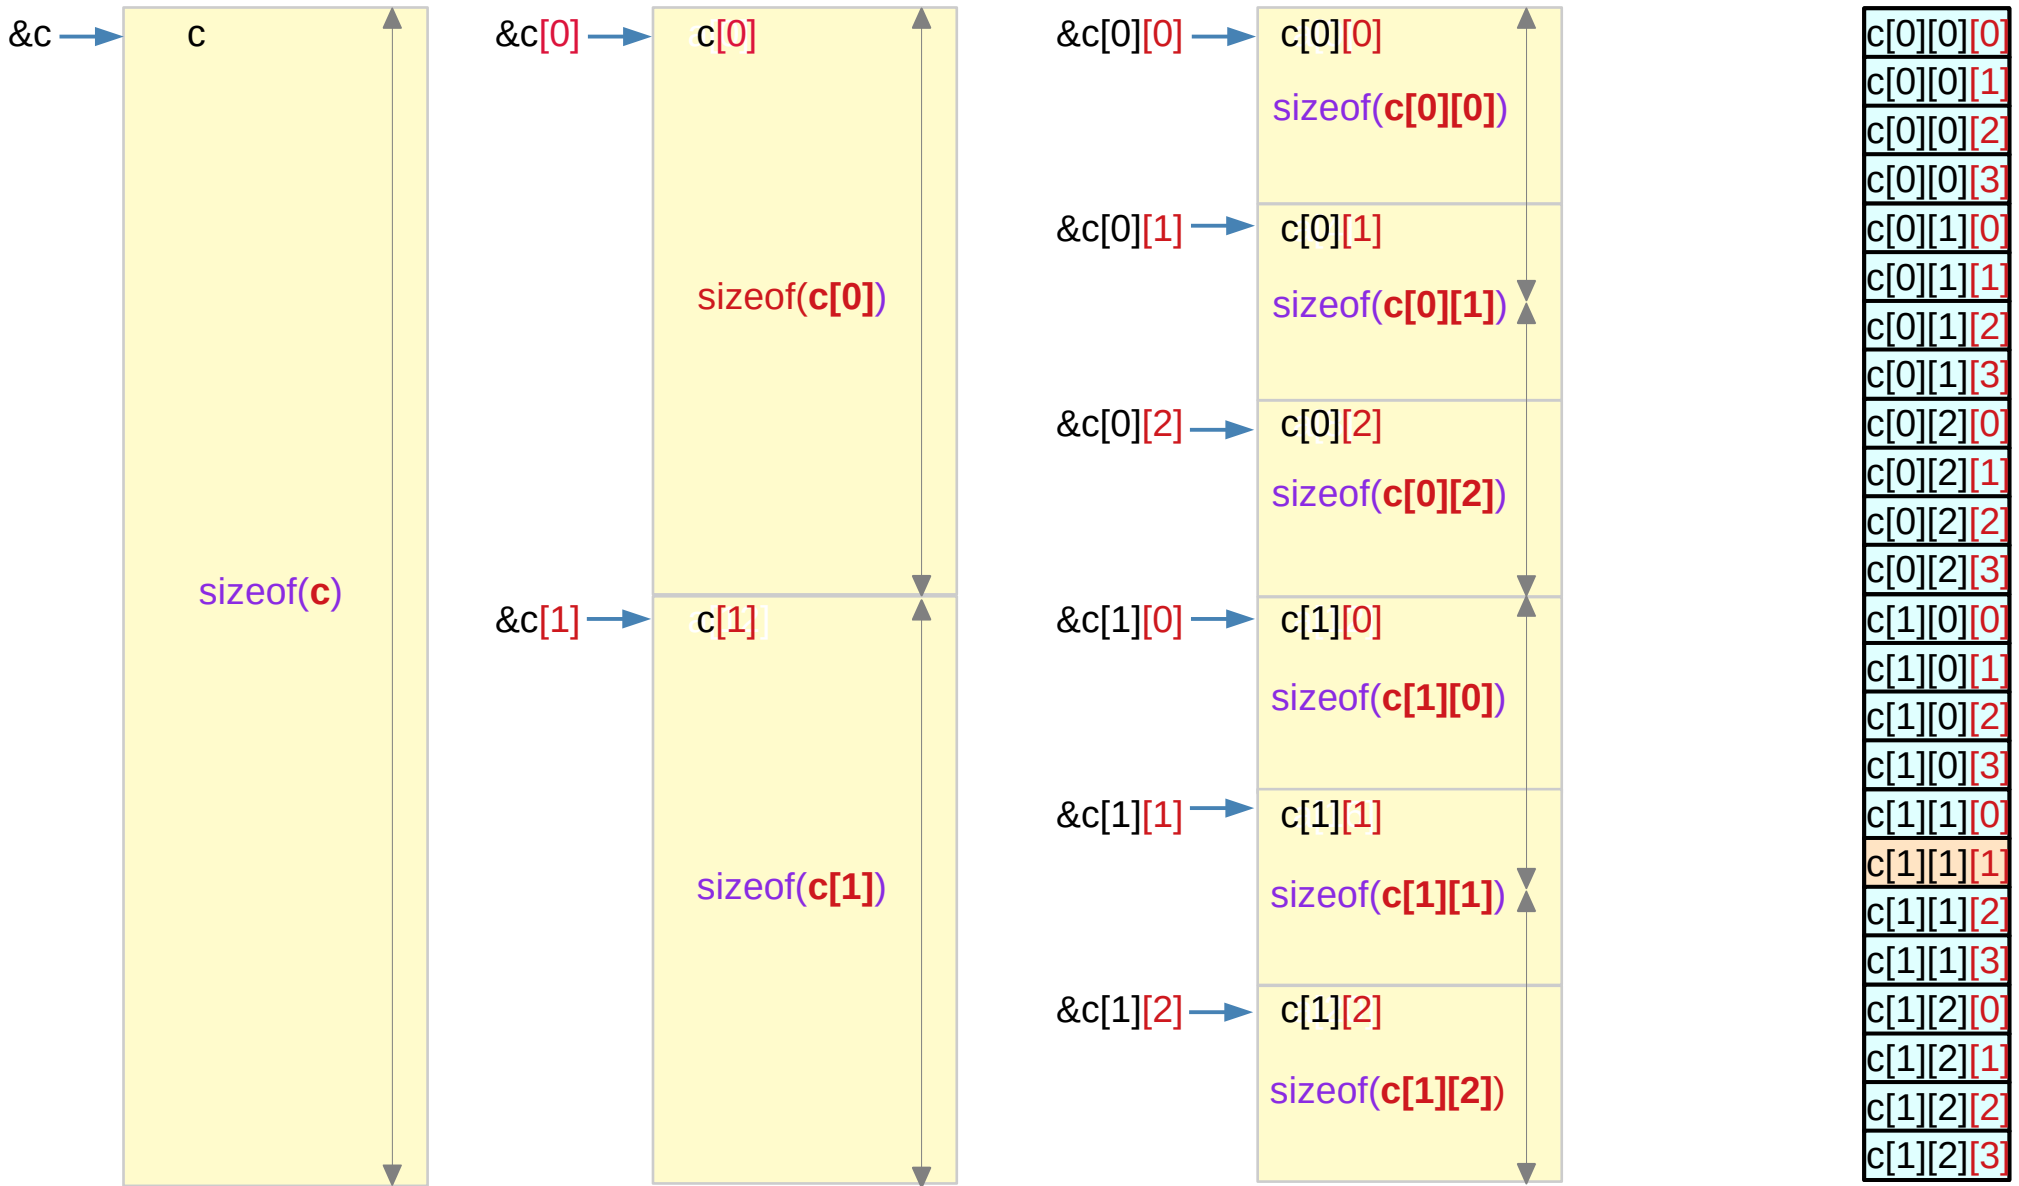 &c
c
sizeof(c)
&c[0]
c[0]
sizeof(c[0])
&c[1]
c[1]
sizeof(c[1])
&c[0][0]
c[0][0]
sizeof(c[0][0])
&c[0][1]
c[0][1]
sizeof(c[0][1])
&c[0][2]
c[0][2]
sizeof(c[0][2])
&c[1][0]
c[1][0]
sizeof(c[1][0])
&c[1][1]
c[1][1]
sizeof(c[1][1])
&c[1][2]
c[1][2]
sizeof(c[1][2])
c[0][0][0]
c[0][0][1]
c[0][0][2]
c[0][0][3]
c[0][1][0]
c[0][1][1]
c[0][1][2]
c[0][1][3]
c[0][2][0]
c[0][2][1]
c[0][2][2]
c[0][2][3]
c[1][0][0]
c[1][0][1]
c[1][0][2]
c[1][0][3]
c[1][1][0]
c[1][1][1]
c[1][1][2]
c[1][1][3]
c[1][2][0]
c[1][2][1]
c[1][2][2]
c[1][2][3]